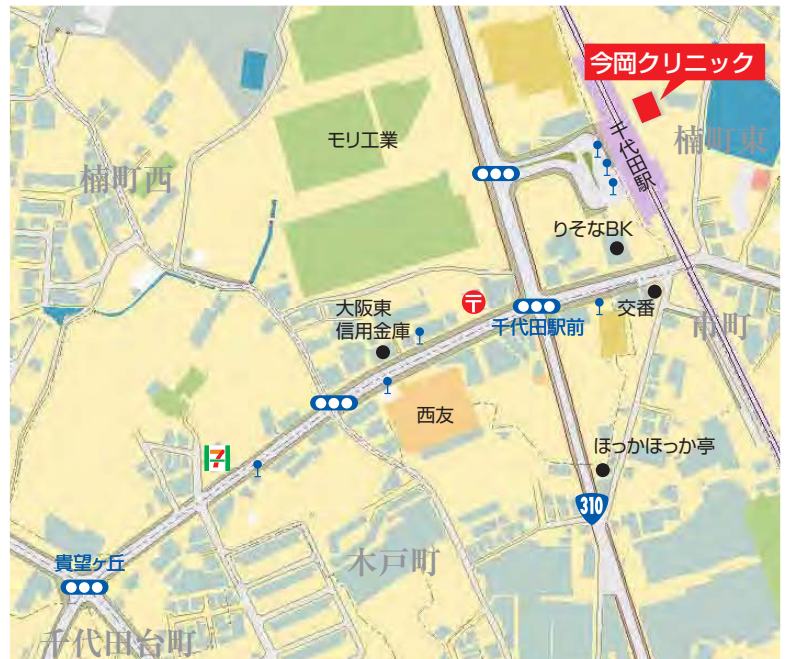 今岡クリニック
モリ工業
千代田駅
楠町東
楠町西
りそなBK
大阪東
信用金庫
〒
千代田駅前
交番
市町
西友
7
ほっかほっか亭
310
貴望ヶ丘
木戸町
千代田台町